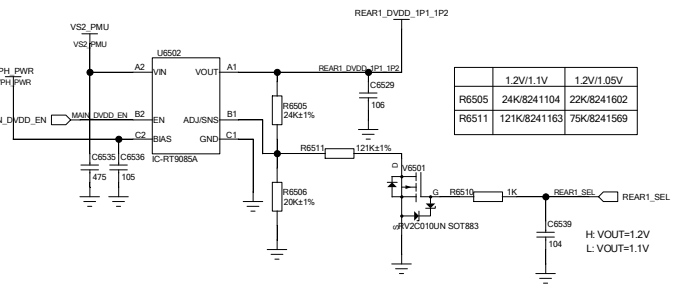 REAR1_DVDD_1P1_1P2
VS2_PMU
VS2_PMU
U6502
PH_PWR
PH_PWR
A2 VIN VOUT A1
REAR1_DVDD_1P1_1P2
C6529
106
R6505
24K±1%
N_DVDD_EN
MAIN_DVDD_EN B2 EN ADJ/SNS B1
C2 BIAS GND C1
IC-RT9085A
C6535
475
C6536
105
R6511 121K±1%
R6506
20K±1%
D
V6501
G
S
RV2C010UN SOT883
R6510 1K
REAR1_SEL
REAR1_SEL
C6539
104
H: VOUT=1.2V
L: VOUT=1.1V
1.2V/1.1V 1.2V/1.05V
R6505 24K/8241104 22K/8241602
R6511 121K/8241163 75K/8241569